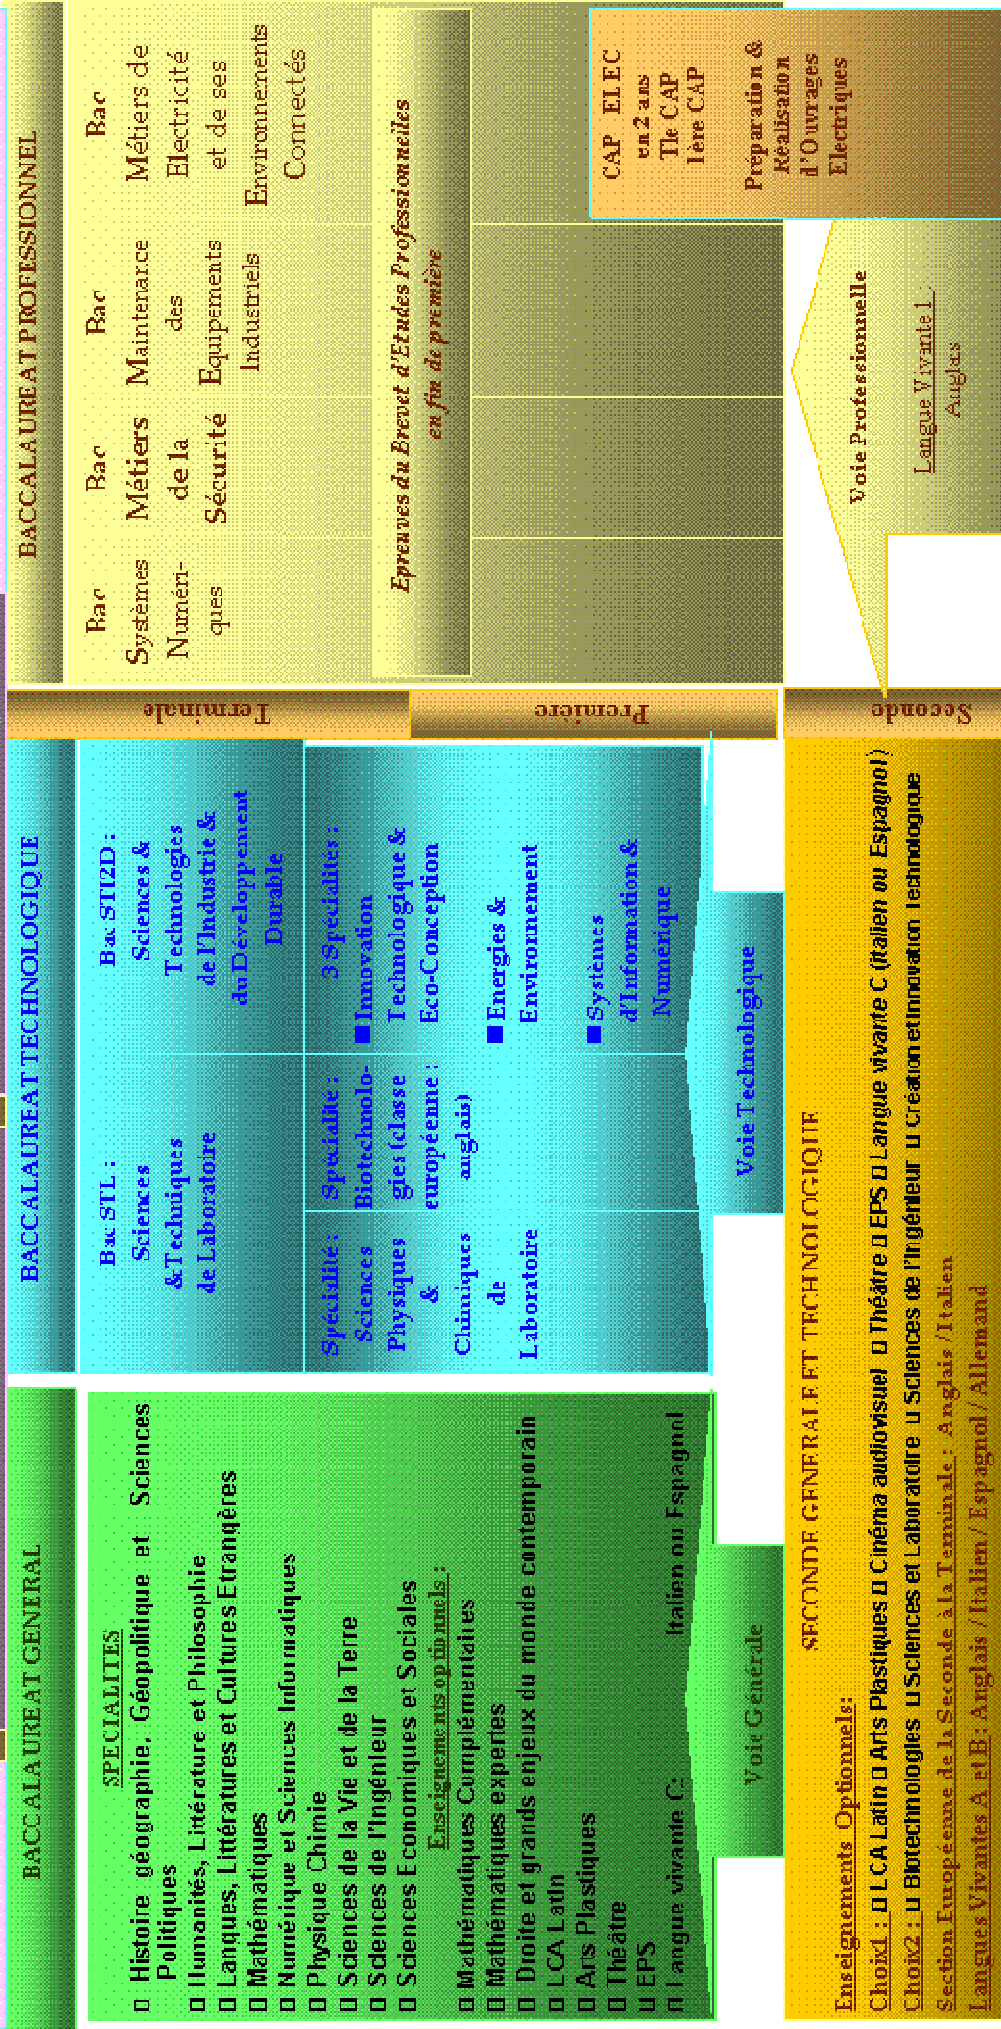 BACCALAUREAT GENERAL
SPECIALITES
Histoire géographie, Géopolitique et Sciences
Politiques
Humanités, Littérature et Philosophie
Langues, Littératures et Cultures Etrangères
Mathématiques
Numérique et Sciences Informatiques
Physique Chimie
Sciences de la Vie et de la Terre
Sciences de l'Ingénieur
Sciences Economiques et Sociales
Enseignements optionnels :
Mathématiques Complémentaires
Mathématiques expertes
Droite et grands enjeux du monde contemporain
LCA Latin
Arts Plastiques
Théâtre
EPS
Langue vivante C: Italien ou Espagnol
Voie Générale
BACCALAUREAT TECHNOLOGIQUE
Bac STL :
Sciences
& Techniques
de Laboratoire
Spécialité :
Sciences
Physiques
&
Chimiques
de
Laboratoire
Spécialité :
Biotechnolo-
gies (classe
européenne :
anglais)
Bac STI2D :
Sciences &
Technologies
de l'Industrie &
du Développement
Durable
3 Spécialités :
Innovation
Technologique &
Eco-Conception
Energies &
Environnement
Systèmes
d'Information &
Numérique
Voie Technologique
Terminale
Première
Seconde
BACCALAUREAT PROFESSIONNEL
Bac
Systèmes
Numéri-
ques
Bac
Métiers
de la
Sécurité
Bac
Maintenance
des
Equipements
Industriels
Bac
Métiers de
Electricité
et de ses
Environnements
Connectés
Epreuves du Brevet d'Etudes Professionnelles
en fin de première
CAP ELEC
en 2 ans
Tle CAP
1ère CAP
Préparation &
Réalisation
d'Ouvrages
Electriques
Voie Professionnelle
Langue Vivante 1 :
Anglais
SECONDE GENERALE ET TECHNOLOGIQUE
Enseignements Optionnels:
Choix1 : LCA Latin Arts Plastiques Cinéma audiovisuel Théâtre EPS Langue vivante C (Italien ou Espagnol)
Choix2 : Biotechnologies Sciences et Laboratoire Sciences de l'Ingénieur Création et Innovation Technologique
Section Européenne de la Seconde à la Terminale : Anglais / Italien
Langues Vivantes A et B : Anglais / Italien / Espagnol / Allemand